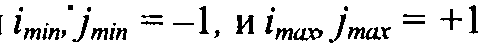 i_min, j_min = –1, и i_max, j_max = +1